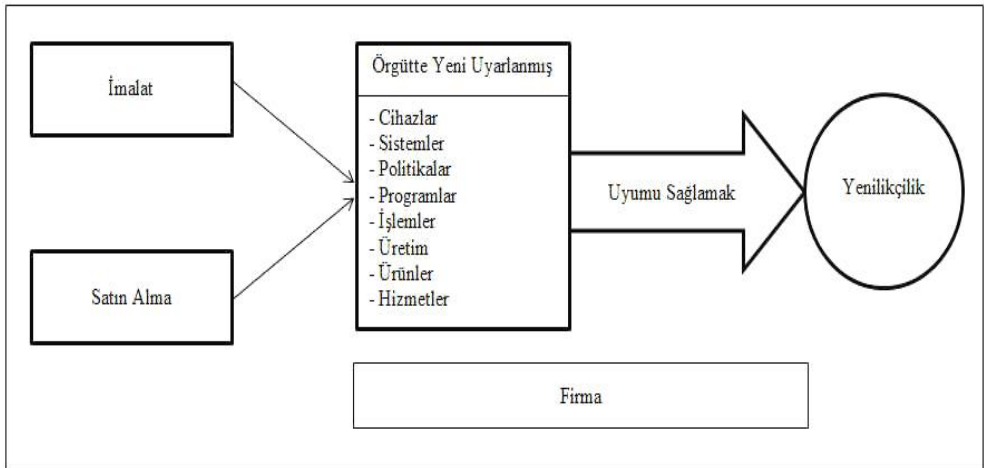 İmalat
Satın Alma
Örgütte Yeni Uyarlanmış
- Cihazlar
- Sistemler
- Politikalar
- Programlar
- İşlemler
- Üretim
- Ürünler
- Hizmetler
Uyumu Sağlamak
Yenilikçilik
Firma